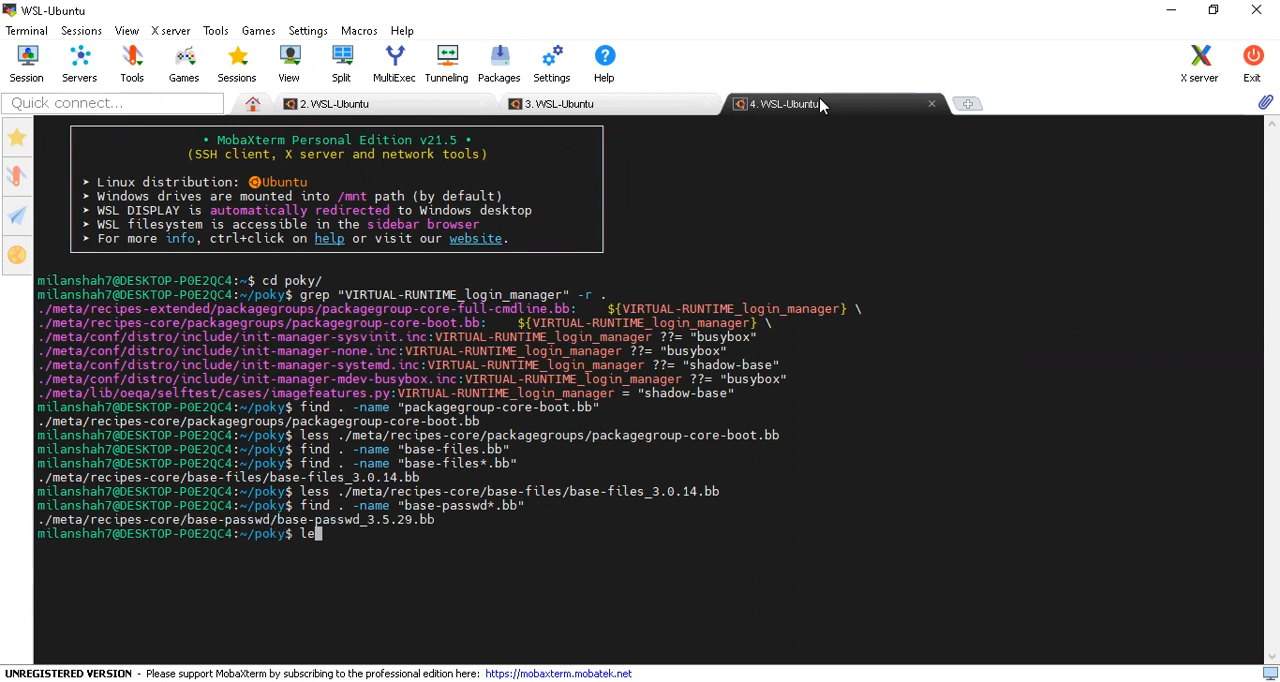 WSL-Ubuntu
Terminal Sessions View X server Tools Games Settings Macros Help
Session Servers Tools Games Sessions View Split MultiExec Tunneling Packages Settings Help X server Exit
Quick connect... 2. WSL-Ubuntu 3. WSL-Ubuntu 4. WSL-Ubuntu
• MobaXterm Personal Edition v21.5 •
(SSH client, X server and network tools)
➤ Linux distribution: Ubuntu
➤ Windows drives are mounted into /mnt path (by default)
➤ WSL DISPLAY is automatically redirected to Windows desktop
➤ WSL filesystem is accessible in the sidebar browser
➤ For more info, ctrl+click on help or visit our website.
milanshah7@DESKTOP-P0E2QC4:~$ cd poky/
milanshah7@DESKTOP-P0E2QC4:~/poky$ grep "VIRTUAL-RUNTIME_login_manager" -r .
./meta/recipes-extended/packagegroups/packagegroup-core-full-cmdline.bb:    ${VIRTUAL-RUNTIME_login_manager} \
./meta/recipes-core/packagegroups/packagegroup-core-boot.bb:    ${VIRTUAL-RUNTIME_login_manager} \
./meta/conf/distro/include/init-manager-sysvinit.inc:VIRTUAL-RUNTIME_login_manager ??= "busybox"
./meta/conf/distro/include/init-manager-none.inc:VIRTUAL-RUNTIME_login_manager ??= "busybox"
./meta/conf/distro/include/init-manager-systemd.inc:VIRTUAL-RUNTIME_login_manager ??= "shadow-base"
./meta/conf/distro/include/init-manager-mdev-busybox.inc:VIRTUAL-RUNTIME_login_manager ??= "busybox"
./meta/lib/oeqa/selftest/cases/imagefeatures.py:VIRTUAL-RUNTIME_login_manager = "shadow-base"
milanshah7@DESKTOP-P0E2QC4:~/poky$ find . -name "packagegroup-core-boot.bb"
./meta/recipes-core/packagegroups/packagegroup-core-boot.bb
milanshah7@DESKTOP-P0E2QC4:~/poky$ less ./meta/recipes-core/packagegroups/packagegroup-core-boot.bb
milanshah7@DESKTOP-P0E2QC4:~/poky$ find . -name "base-files.bb"
milanshah7@DESKTOP-P0E2QC4:~/poky$ find . -name "base-files*.bb"
./meta/recipes-core/base-files/base-files_3.0.14.bb
milanshah7@DESKTOP-P0E2QC4:~/poky$ less ./meta/recipes-core/base-files/base-files_3.0.14.bb
milanshah7@DESKTOP-P0E2QC4:~/poky$ find . -name "base-passwd*.bb"
./meta/recipes-core/base-passwd/base-passwd_3.5.29.bb
milanshah7@DESKTOP-P0E2QC4:~/poky$ le
UNREGISTERED VERSION - Please support MobaXterm by subscribing to the professional edition here: https://mobaxterm.mobatek.net